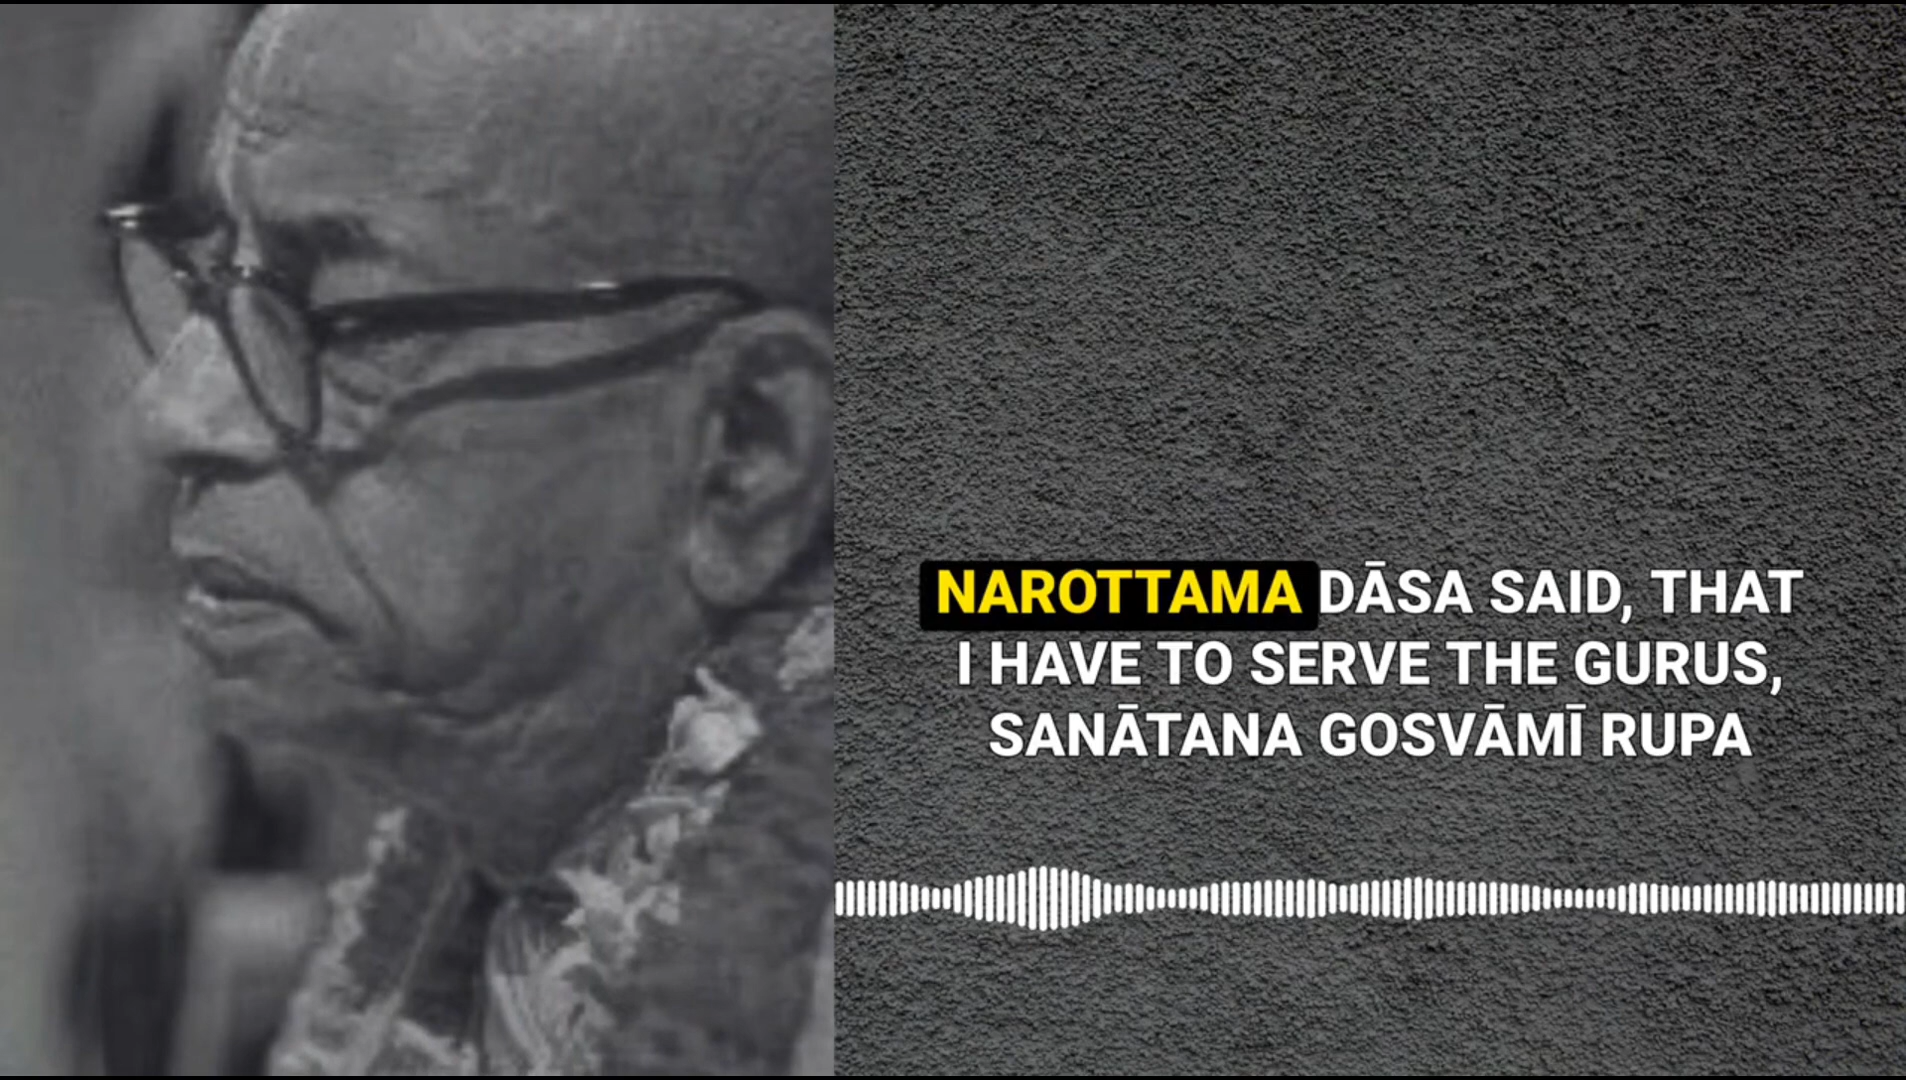 NAROTTAMA DĀSA SAID, THAT
I HAVE TO SERVE THE GURUS,
SANĀTANA GOSVĀMĪ RUPA